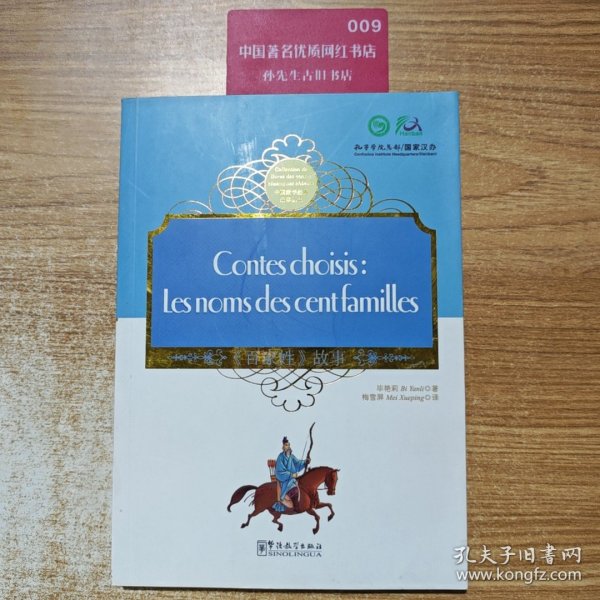 009
中国著名优质网红书店
孙先生古旧书店
Hanban
孔子学院总部/国家汉办
Confucius Institute Headquarters(Hanban)
Contes choisis :
Les noms des cent familles
《百家姓》故事
毕艳莉 Bi Yanli◎著
梅雪屏 Mei Xueping◎译
华语教学出版社
SINOLINGUA
孔夫子旧书网
www.kongfz.com